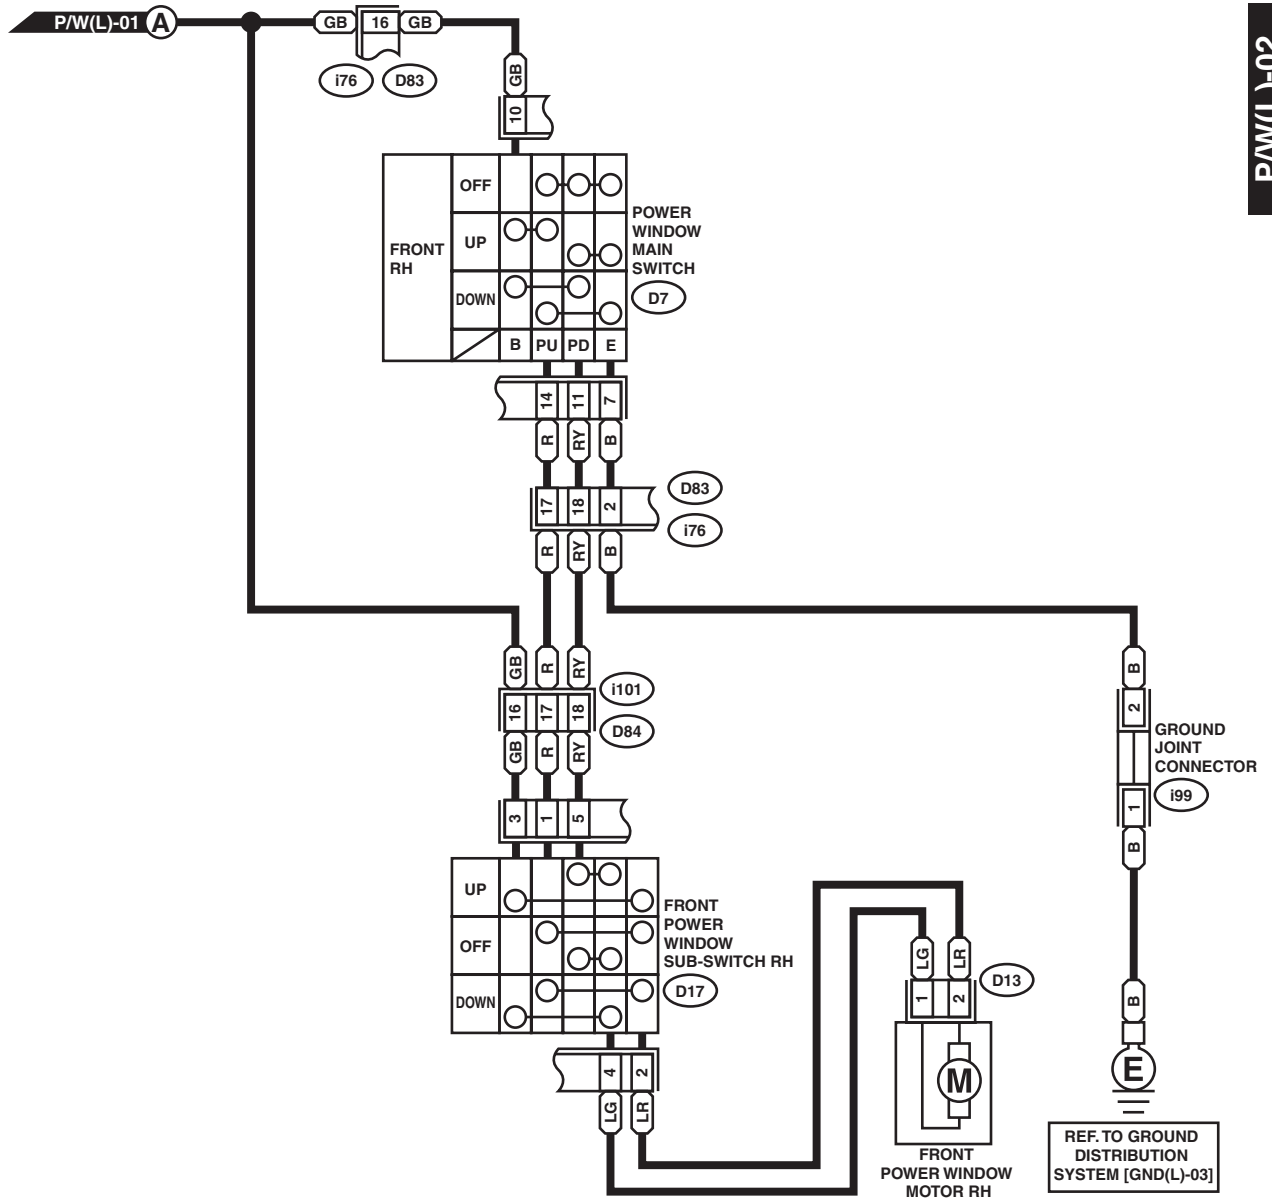 P/W(L)-01 A
GB 16 GB
i76 D83
P/W(L)-02
GB
10
FRONT
RH
OFF
UP
DOWN
B PU PD E
POWER
WINDOW
MAIN
SWITCH
D7
14 11 7
R RY B
17 18 2
D83
i76
R RY B
GB R RY
i101
16 17 18
D84
GB R RY
3 1 5
UP
OFF
DOWN
FRONT
POWER
WINDOW
SUB-SWITCH RH
D17
4 2
LG LR
LG LR
1 2
D13
M
FRONT
POWER WINDOW
MOTOR RH
B
2
GROUND
JOINT
CONNECTOR
i99
1
B
B
E
REF. TO GROUND
DISTRIBUTION
SYSTEM [GND(L)-03]